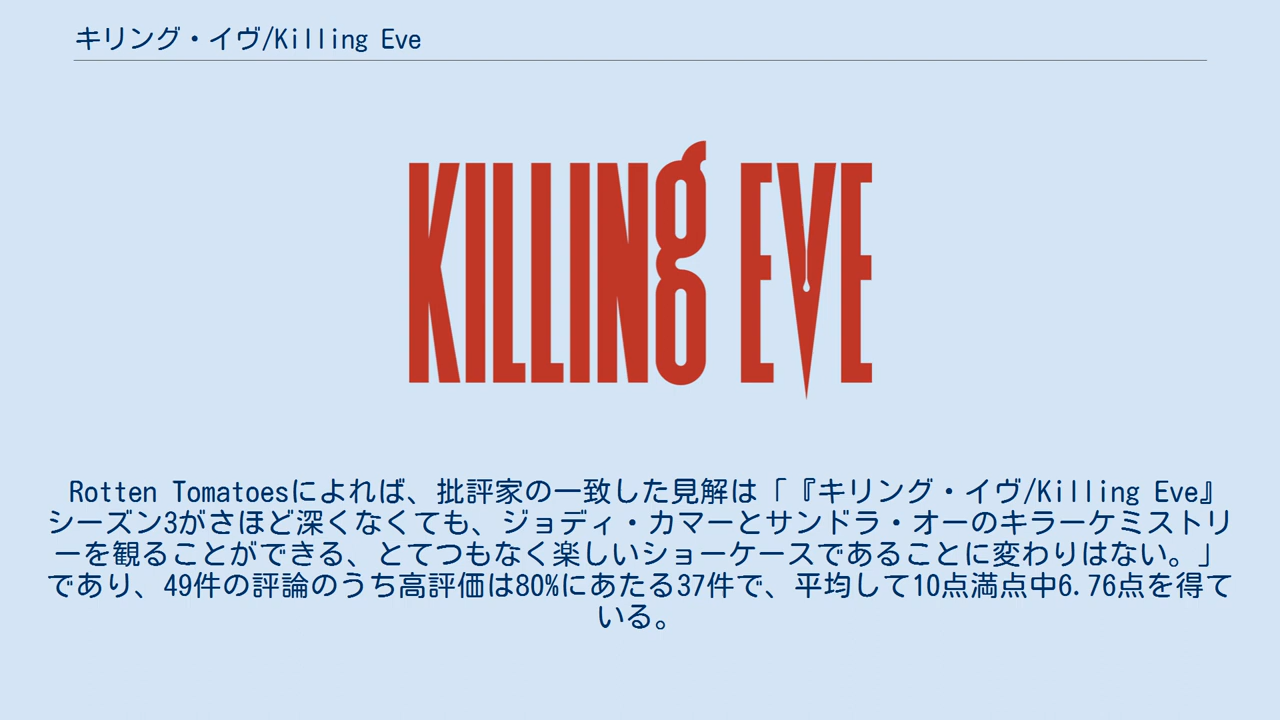 キリング・イヴ/Killing Eve
KILLINg EVE
Rotten Tomatoesによれば、批評家の一致した見解は「『キリング・イヴ/Killing Eve』
シーズン3がさほど深くなくても、ジョディ・カマーとサンドラ・オーのキラーケミストリ
ーを観ることができる、とてつもなく楽しいショーケースであることに変わりはない。」
であり、49件の評論のうち高評価は80%にあたる37件で、平均して10点満点中6.76点を得て
いる。